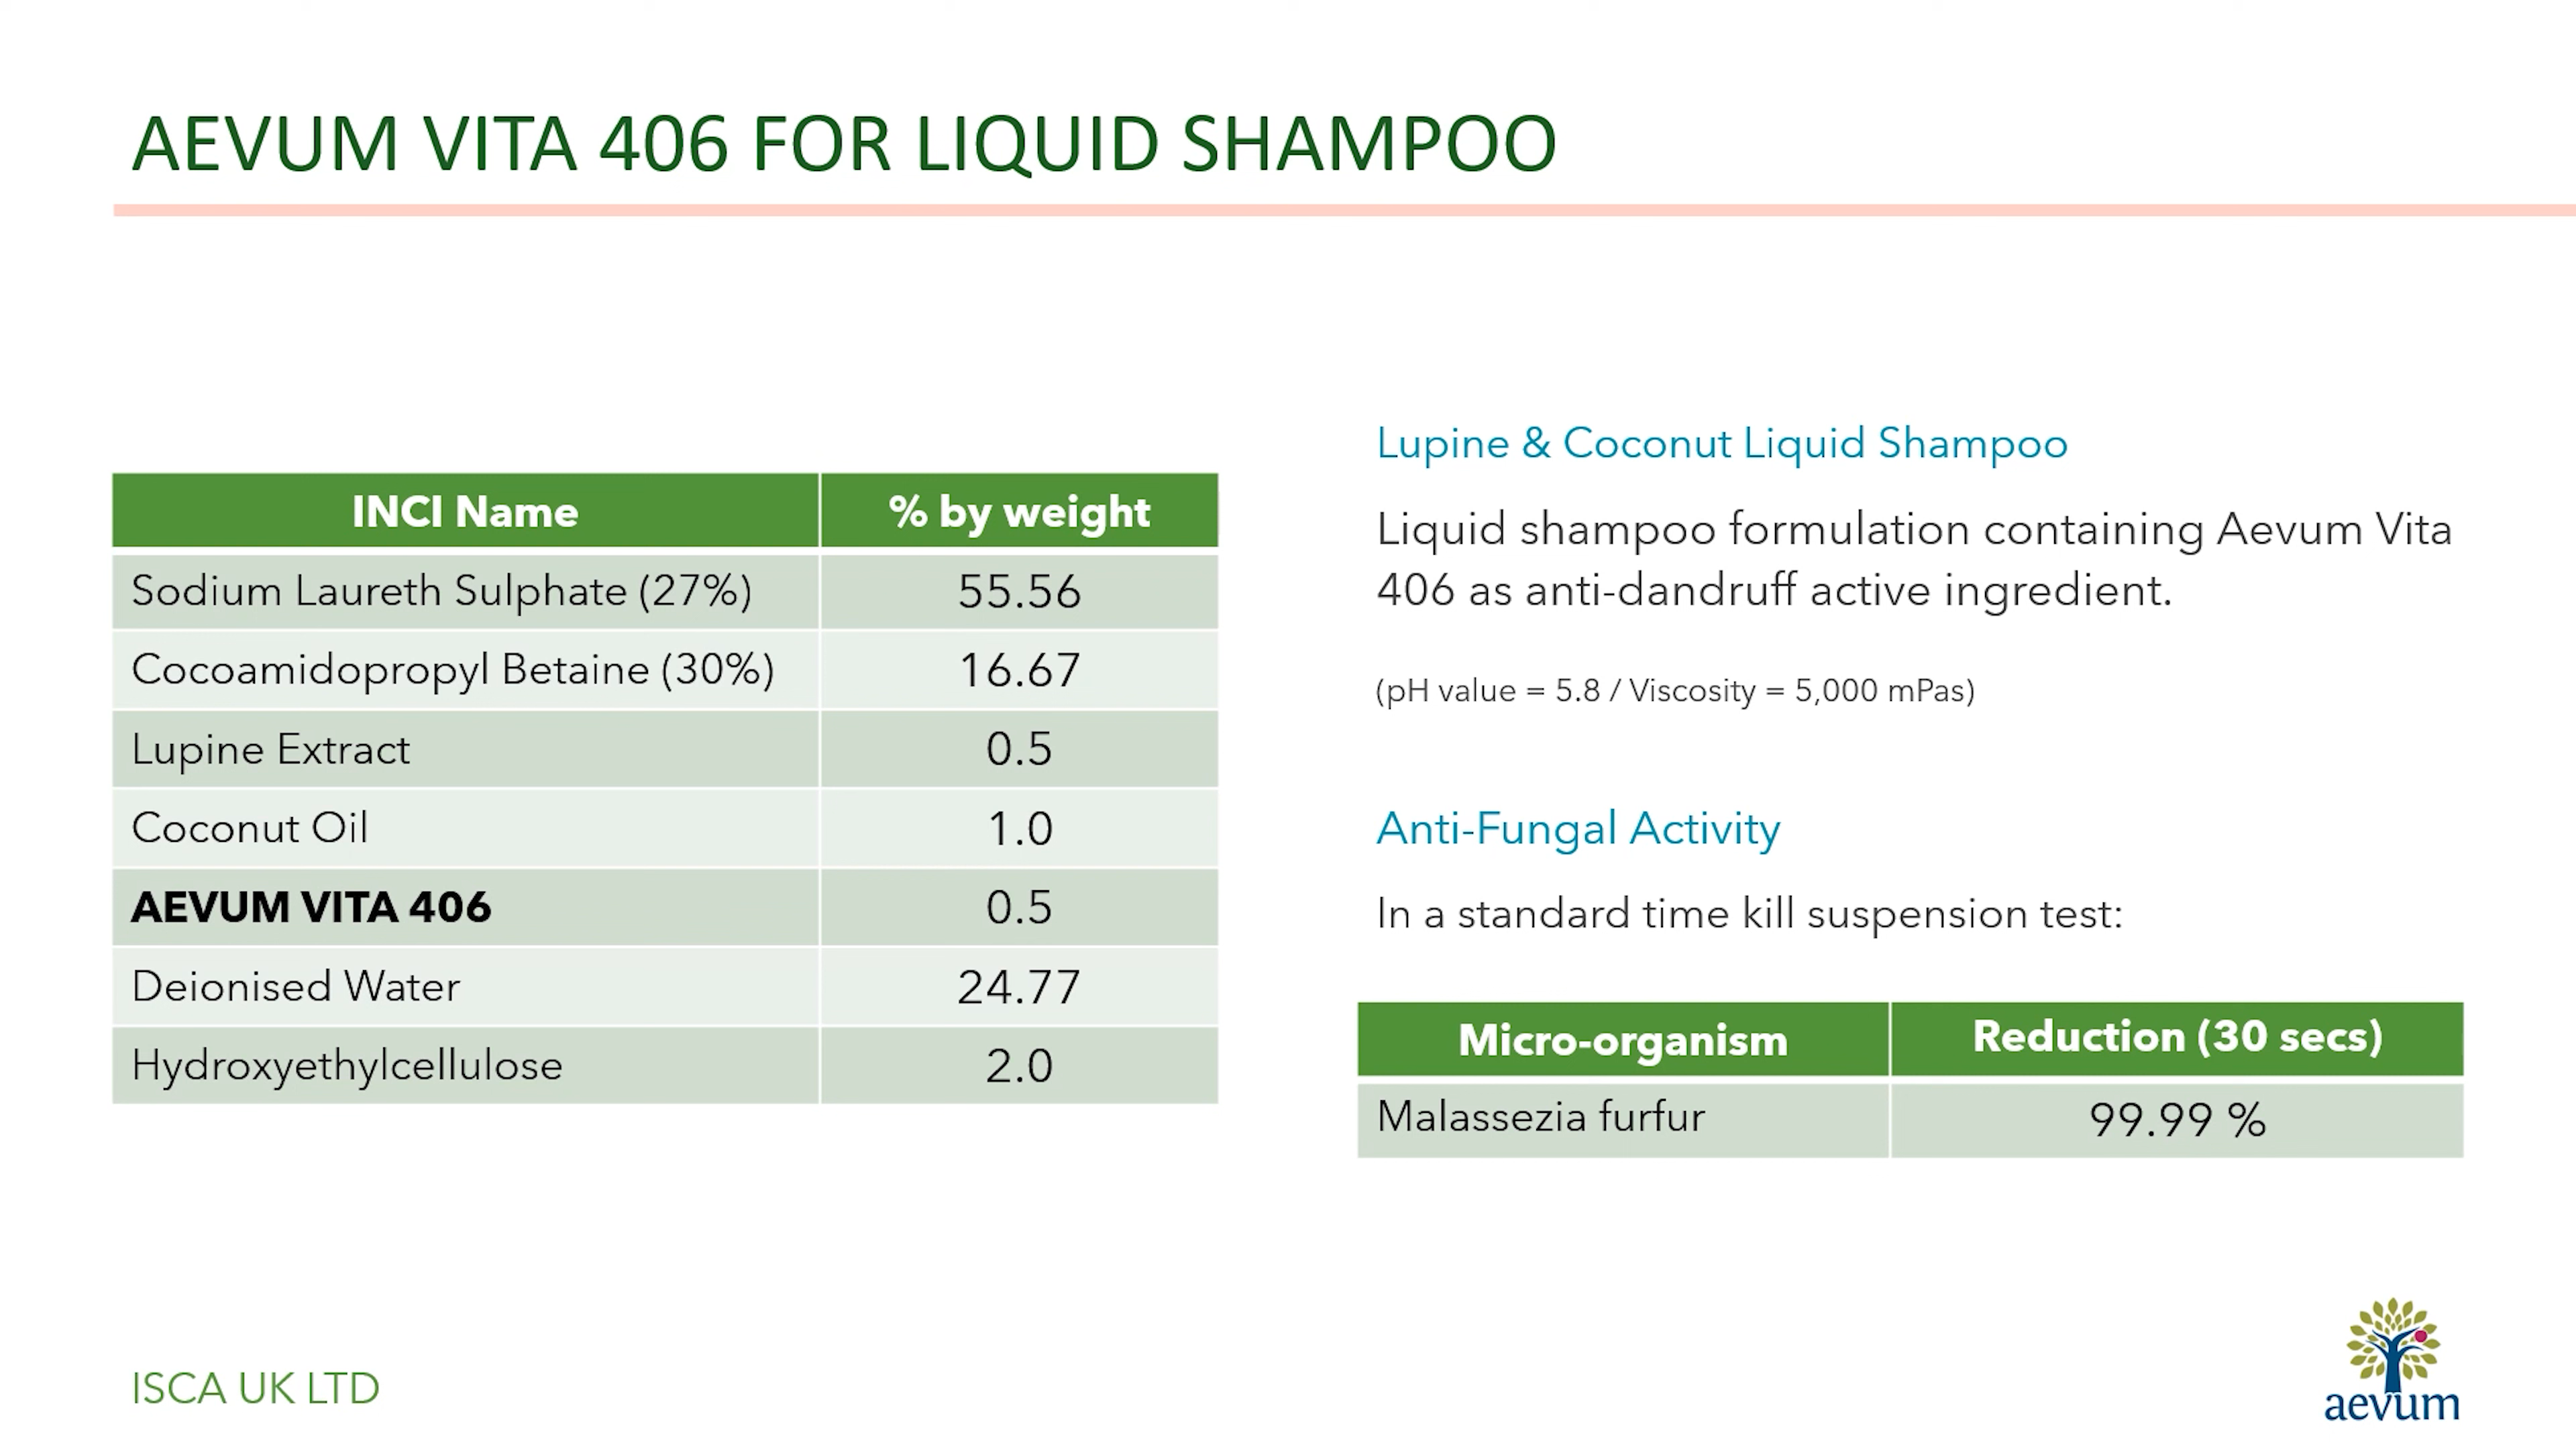 AEVUM VITA 406 FOR LIQUID SHAMPOO
INCI Name % by weight
Sodium Laureth Sulphate (27%) 55.56
Cocoamidopropyl Betaine (30%) 16.67
Lupine Extract 0.5
Coconut Oil 1.0
AEVUM VITA 406 0.5
Deionised Water 24.77
Hydroxyethylcellulose 2.0
Lupine & Coconut Liquid Shampoo
Liquid shampoo formulation containing Aevum Vita
406 as anti-dandruff active ingredient.
(pH value = 5.8 / Viscosity = 5,000 mPas)
Anti-Fungal Activity
In a standard time kill suspension test:
Micro-organism Reduction (30 secs)
Malassezia furfur 99.99 %
ISCA UK LTD
aevum